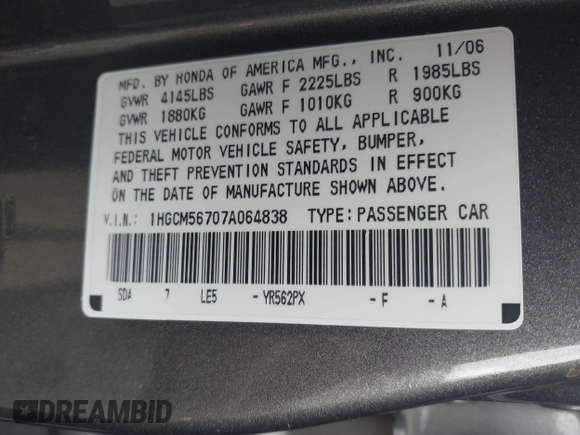 MFD. BY HONDA OF AMERICA MFG., INC. 11/06
GVWR 4145LBS GAWR F 2225LBS R 1985LBS
GVWR 1880KG GAWR F 1010KG R 900KG
THIS VEHICLE CONFORMS TO ALL APPLICABLE
FEDERAL MOTOR VEHICLE SAFETY, BUMPER,
AND THEFT PREVENTION STANDARDS IN EFFECT
ON THE DATE OF MANUFACTURE SHOWN ABOVE.
V.I.N.: 1HGCM56707A064838 TYPE:PASSENGER CAR
SDA 7 LE5 -YR562PX -F -A
DREAMBID